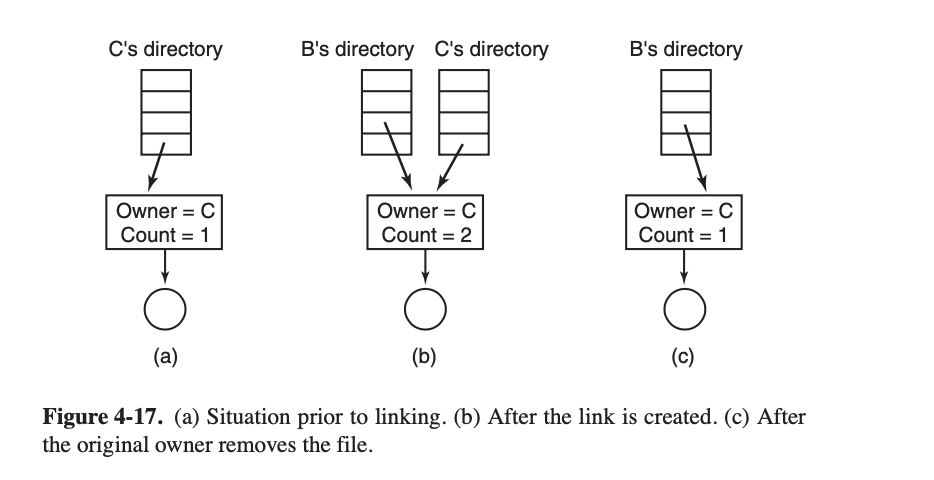 C's directory
B's directory C's directory
B's directory
Owner = C
Count = 1
Owner = C
Count = 2
Owner = C
Count = 1
(a)
(b)
(c)
Figure 4-17. (a) Situation prior to linking. (b) After the link is created. (c) After
the original owner removes the file.